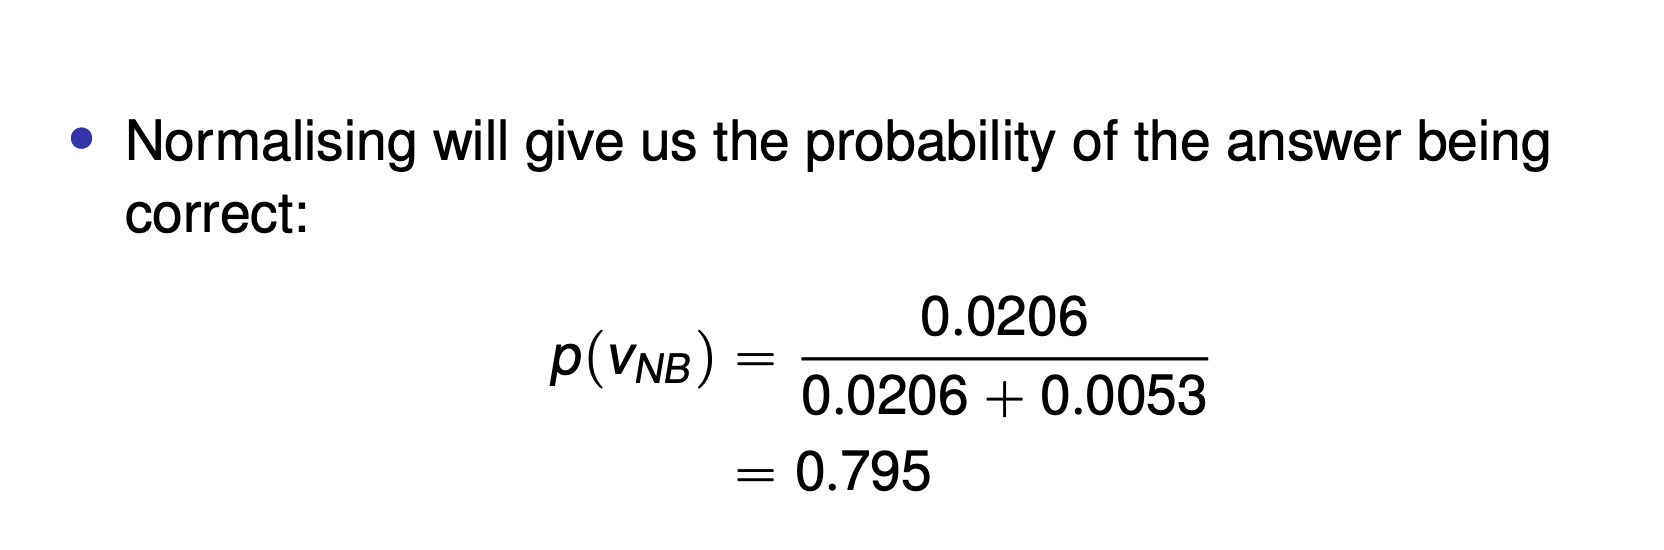 • Normalising will give us the probability of the answer being
correct:
p(v_NB) = 0.0206 / (0.0206 + 0.0053)
= 0.795